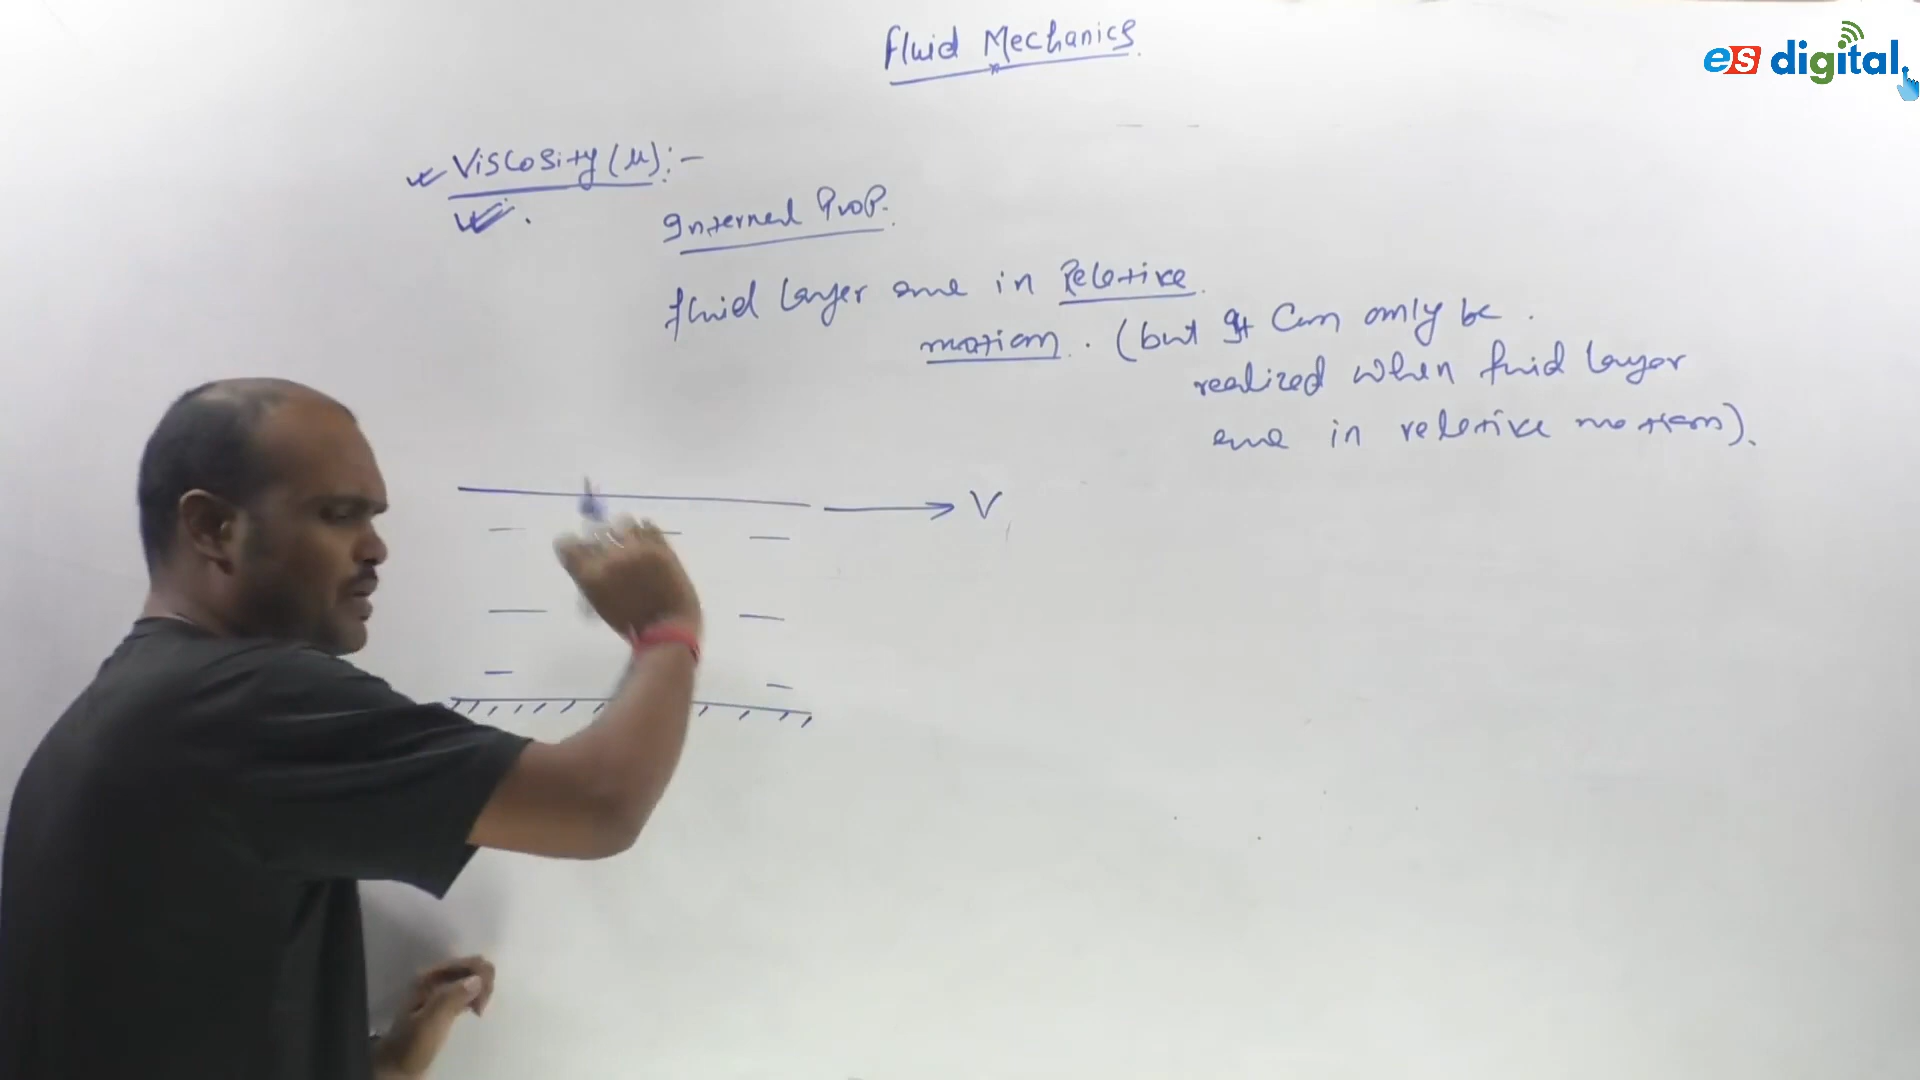 Fluid Mechanics.
es digital
Viscosity (μ):-
Internal Prop.
fluid layer are in Relative
motion. (but It Can only be
realized when fluid layer
are in relative motion).
V